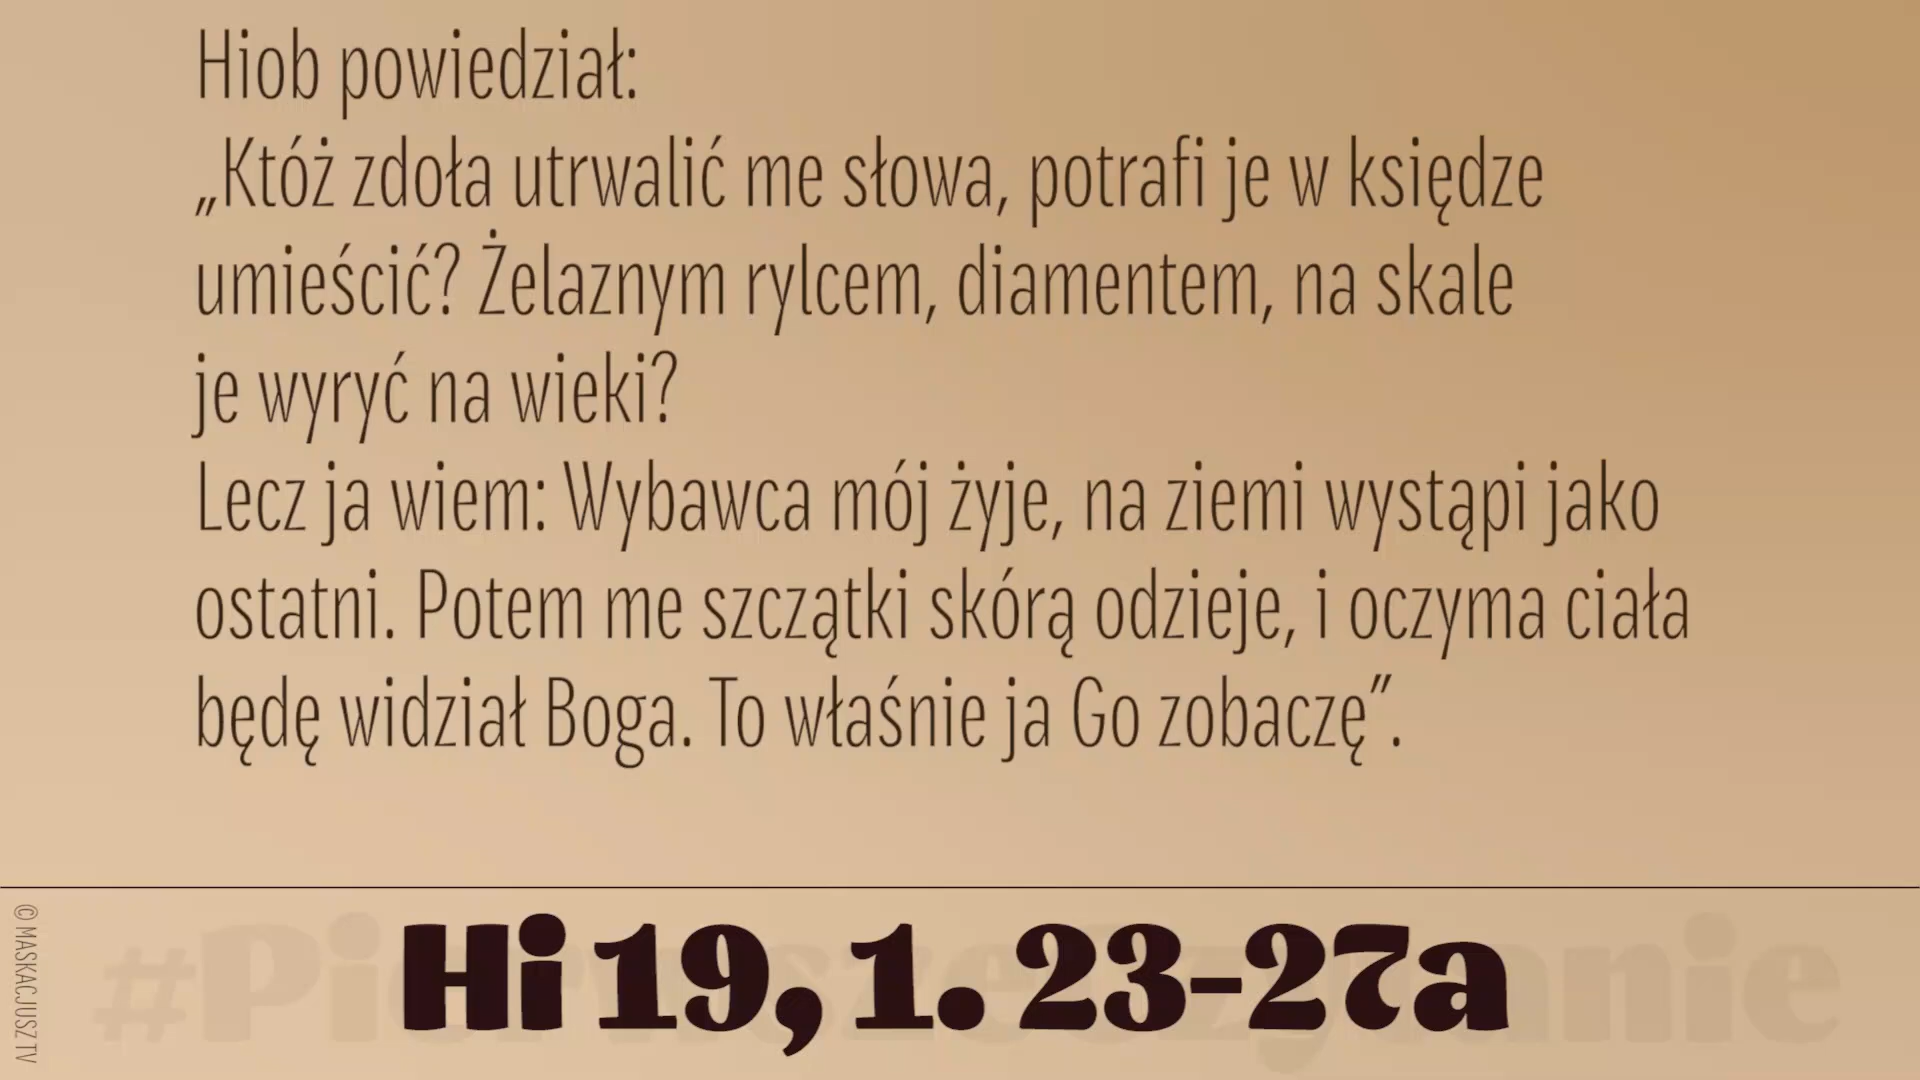 Hiob powiedział:
„Któż zdoła utrwalić me słowa, potrafi je w księdze
umieścić? Żelaznym rylcem, diamentem, na skale
je wyryć na wieki?
Lecz ja wiem: Wybawca mój żyje, na ziemi wystąpi jako
ostatni. Potem me szczątki skórą odzieje, i oczyma ciała
będę widział Boga. To właśnie ja Go zobaczę”.
#PierwszeCzytanie
Hi 19, 1. 23-27a
© MASKACJUSZ TV